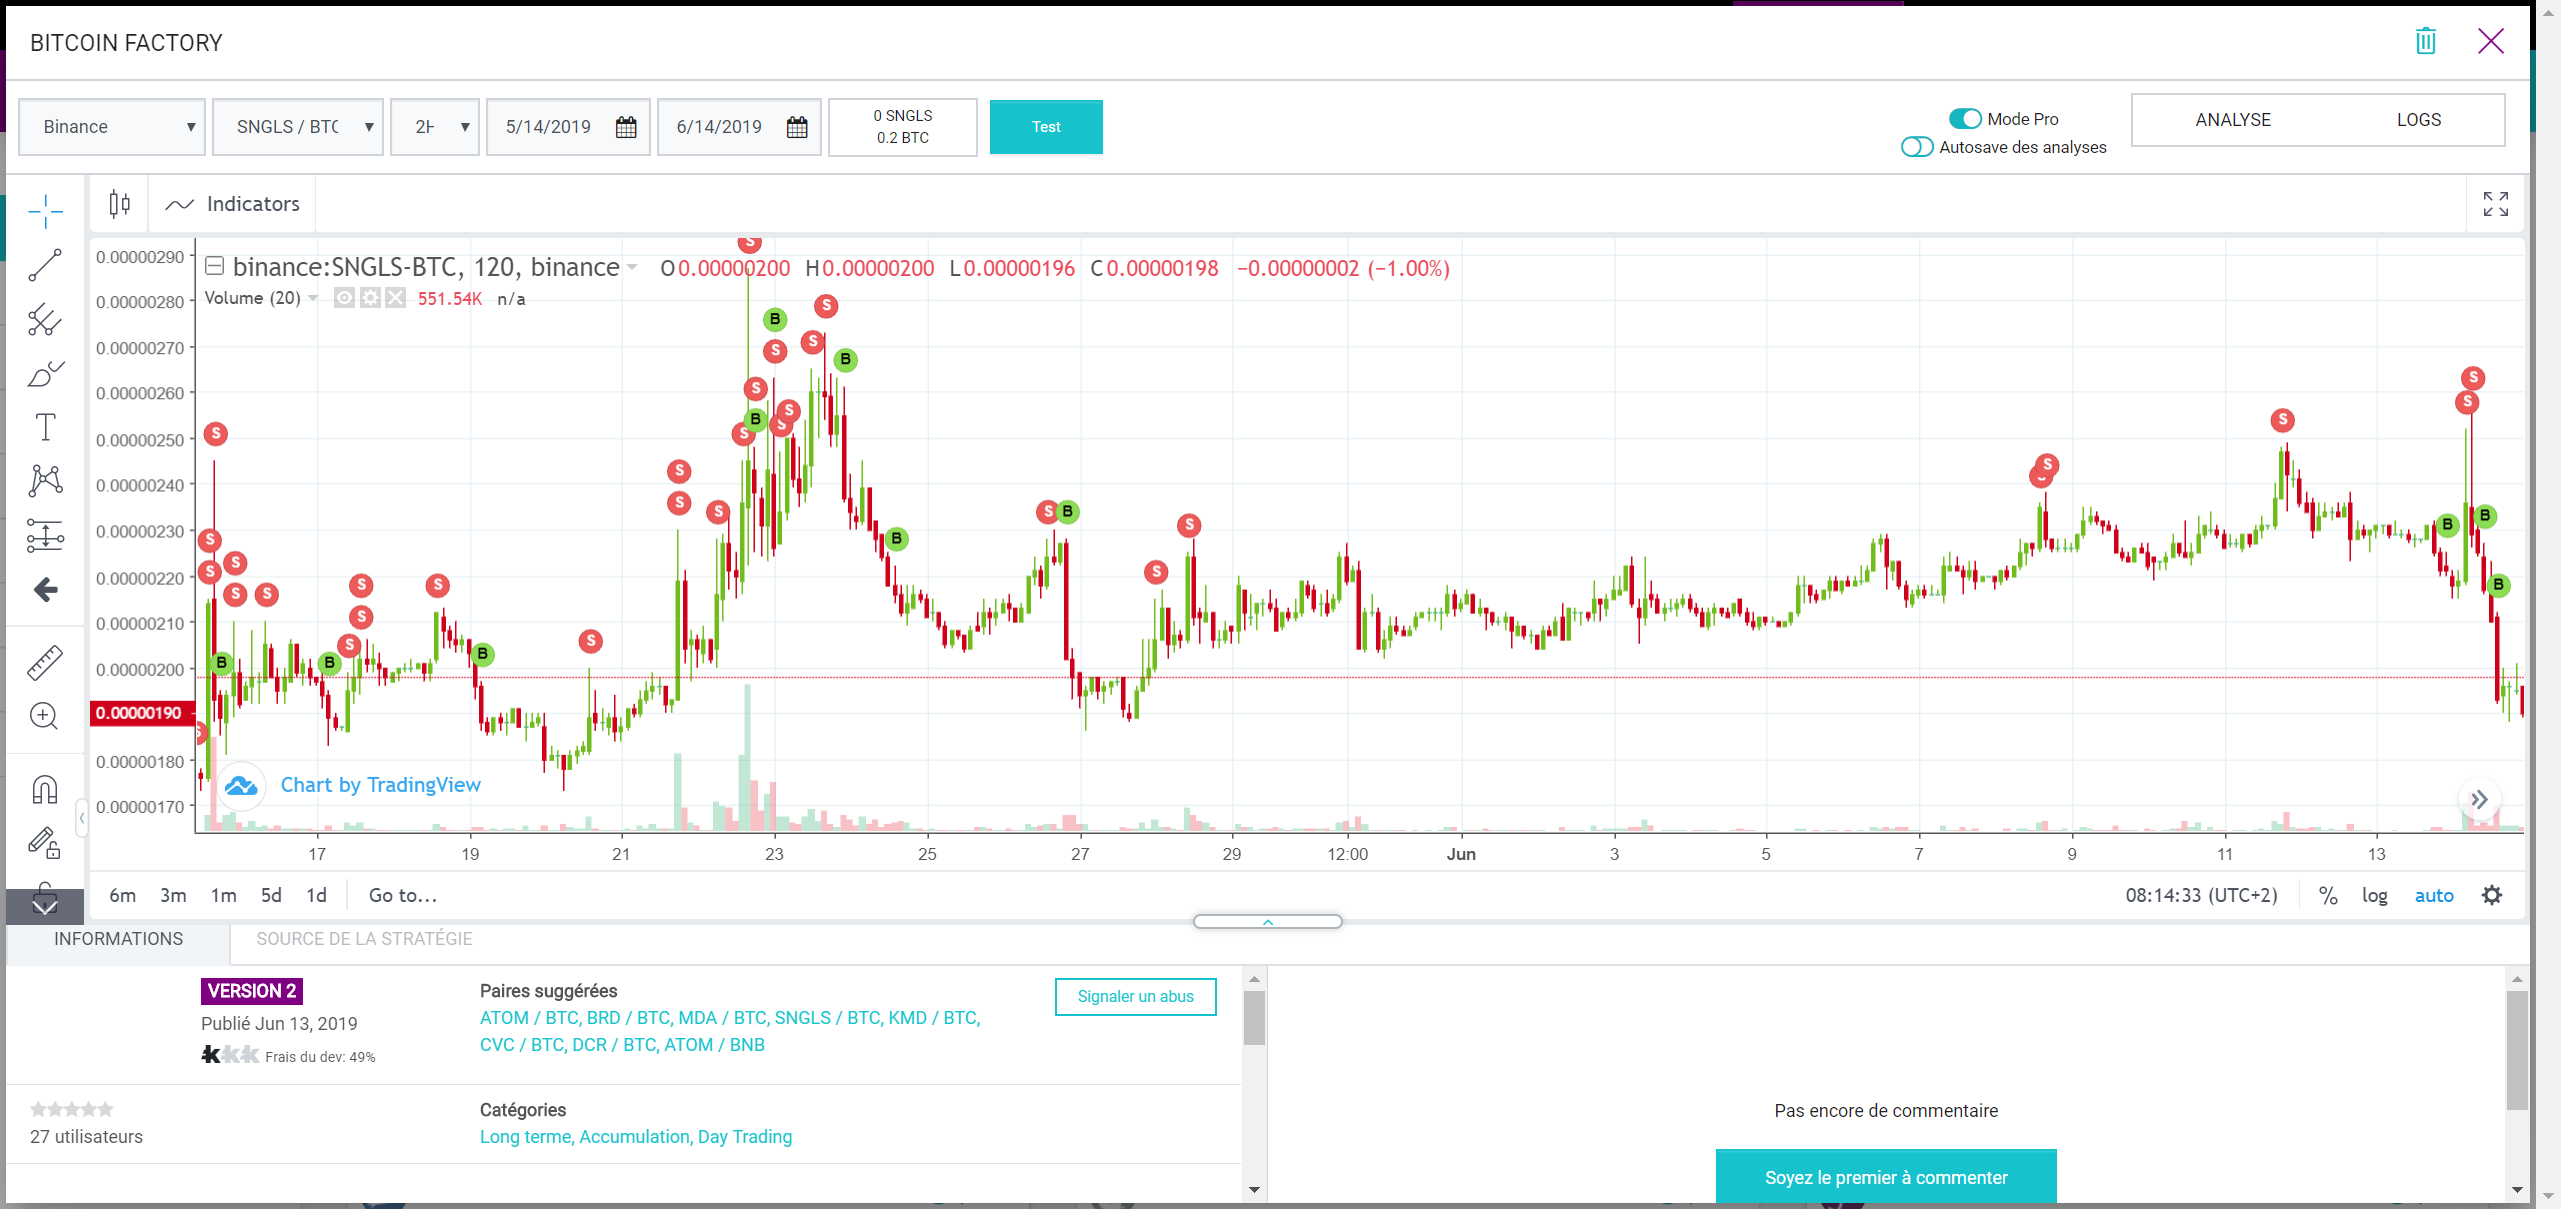 BITCOIN FACTORY
Binance
SNGLS / BTC
2H
5/14/2019
6/14/2019
0 SNGLS
0.2 BTC
Test
Mode Pro
Autosave des analyses
ANALYSE
LOGS
Indicators
binance:SNGLS-BTC, 120, binance O0.00000200 H0.00000200 L0.00000196 C0.00000198 −0.00000002 (−1.00%)
Volume (20) 551.54K n/a
0.00000290
0.00000280
0.00000270
0.00000260
0.00000250
0.00000240
0.00000230
0.00000220
0.00000210
0.00000200
0.00000190
0.00000180
0.00000170
Chart by TradingView
17 19 21 23 25 27 29 12:00 Jun 3 5 7 9 11 13
6m 3m 1m 5d 1d Go to...
08:14:33 (UTC+2) % log auto
INFORMATIONS
SOURCE DE LA STRATÉGIE
VERSION 2
Publié Jun 13, 2019
Frais du dev: 49%
Paires suggérées
ATOM / BTC, BRD / BTC, MDA / BTC, SNGLS / BTC, KMD / BTC,
CVC / BTC, DCR / BTC, ATOM / BNB
Signaler un abus
27 utilisateurs
Catégories
Long terme, Accumulation, Day Trading
Pas encore de commentaire
Soyez le premier à commenter